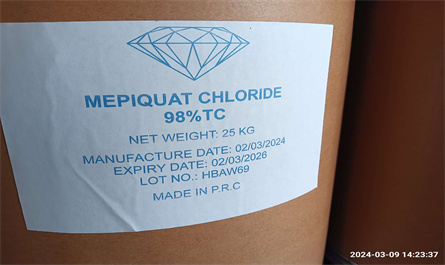 MEPIQUAT CHLORIDE
98%TC
NET WEIGHT: 25 KG
MANUFACTURE DATE: 02/03/2024
EXPIRY DATE: 02/03/2026
LOT NO.: HBAW69
MADE IN P.R.C
2024-03-09 14:23:37